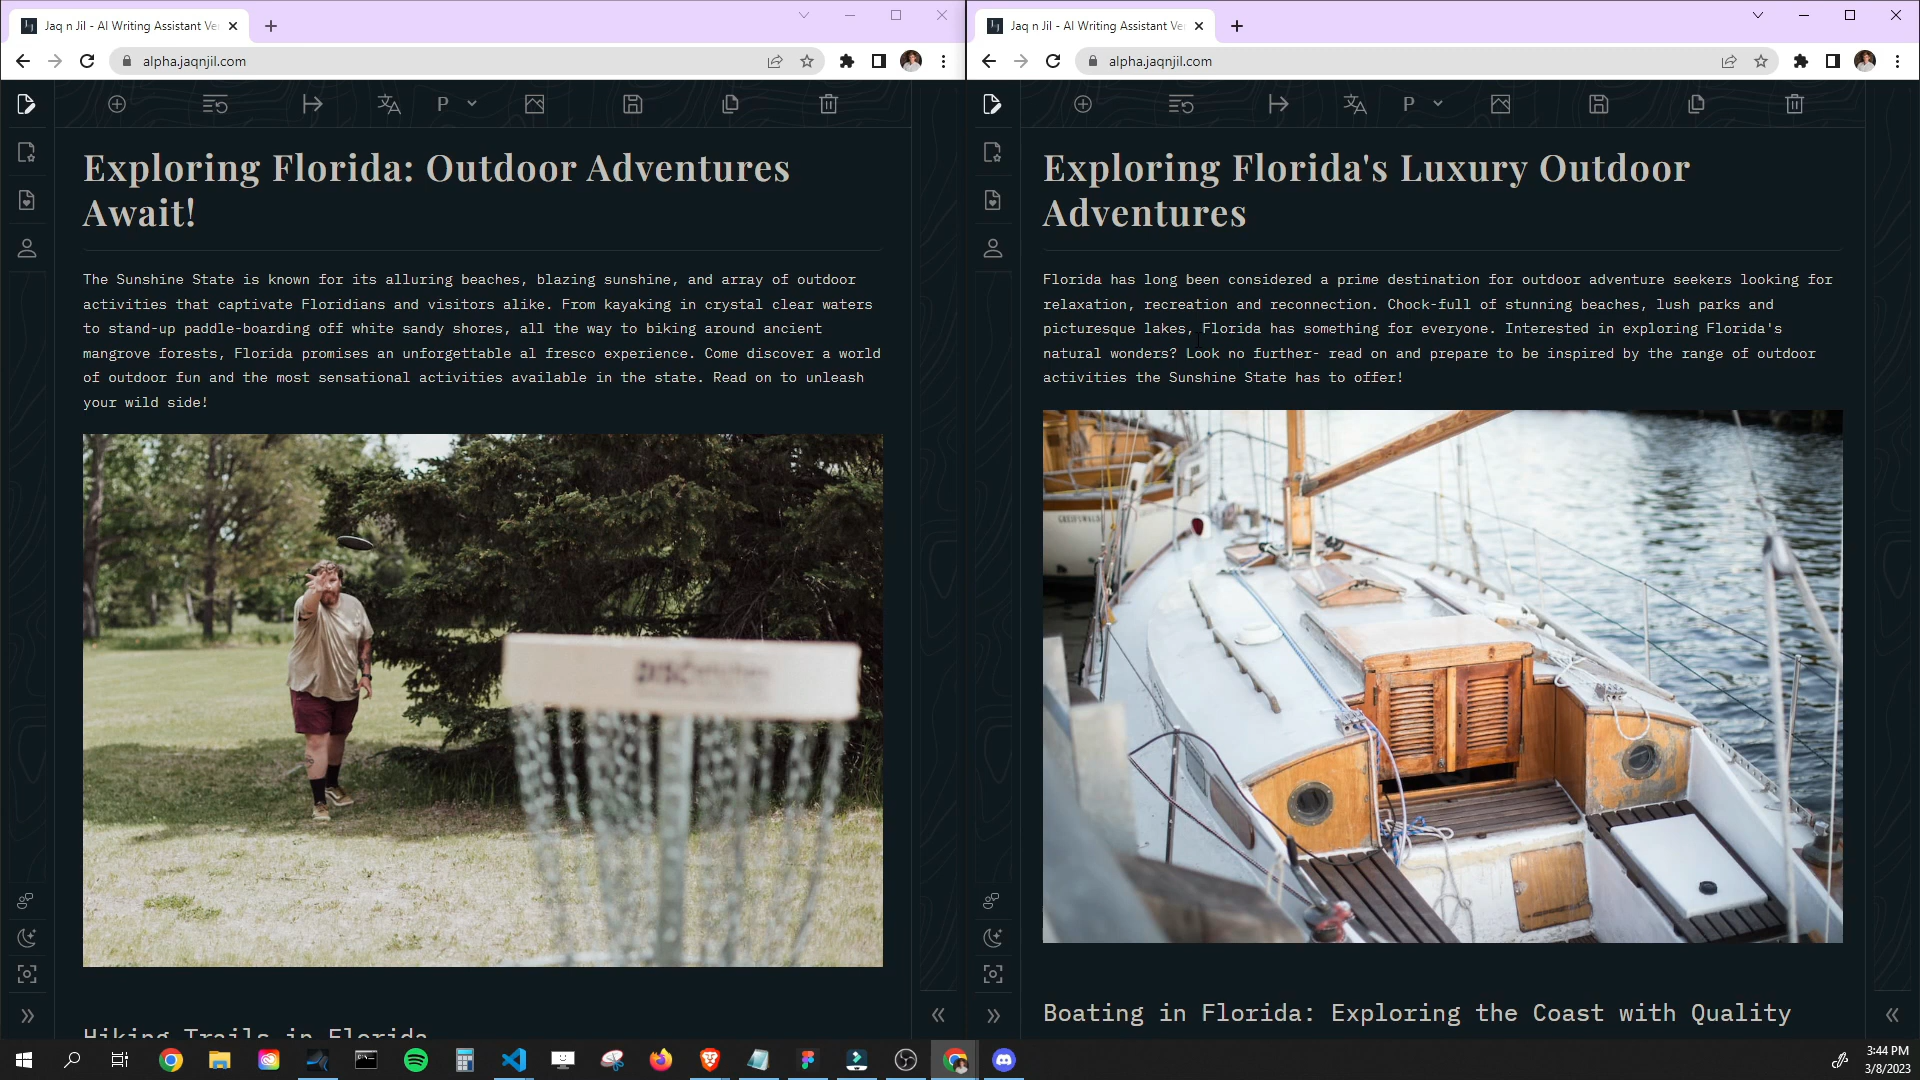 Jaq n Jil - AI Writing Assistant Ve
alpha.jaqnjil.com
P
Exploring Florida: Outdoor Adventures
Await!
The Sunshine State is known for its alluring beaches, blazing sunshine, and array of outdoor
activities that captivate Floridians and visitors alike. From kayaking in crystal clear waters
to stand-up paddle-boarding off white sandy shores, all the way to biking around ancient
mangrove forests, Florida promises an unforgettable al fresco experience. Come discover a world
of outdoor fun and the most sensational activities available in the state. Read on to unleash
your wild side!
Hiking Trails in Florida
Jaq n Jil - AI Writing Assistant Ve
alpha.jaqnjil.com
P
Exploring Florida's Luxury Outdoor
Adventures
Florida has long been considered a prime destination for outdoor adventure seekers looking for
relaxation, recreation and reconnection. Chock-full of stunning beaches, lush parks and
picturesque lakes, Florida has something for everyone. Interested in exploring Florida's
natural wonders? Look no further- read on and prepare to be inspired by the range of outdoor
activities the Sunshine State has to offer!
Boating in Florida: Exploring the Coast with Quality
3:44 PM
3/8/2023